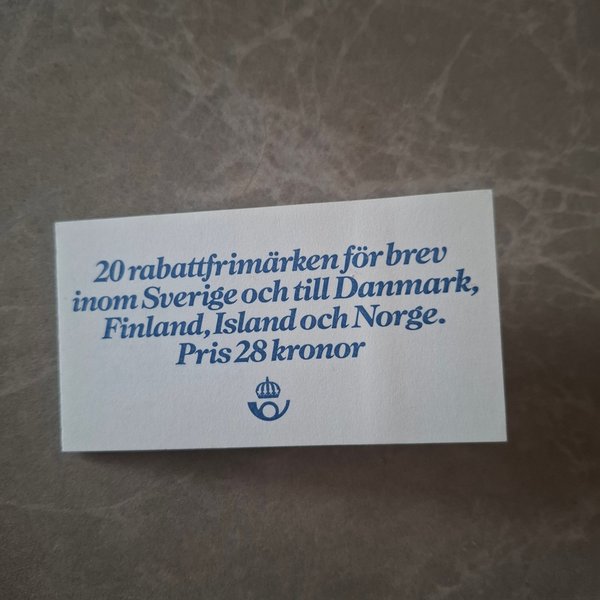 20 rabattfrimärken för brev
inom Sverige och till Danmark,
Finland, Island och Norge.
Pris 28 kronor